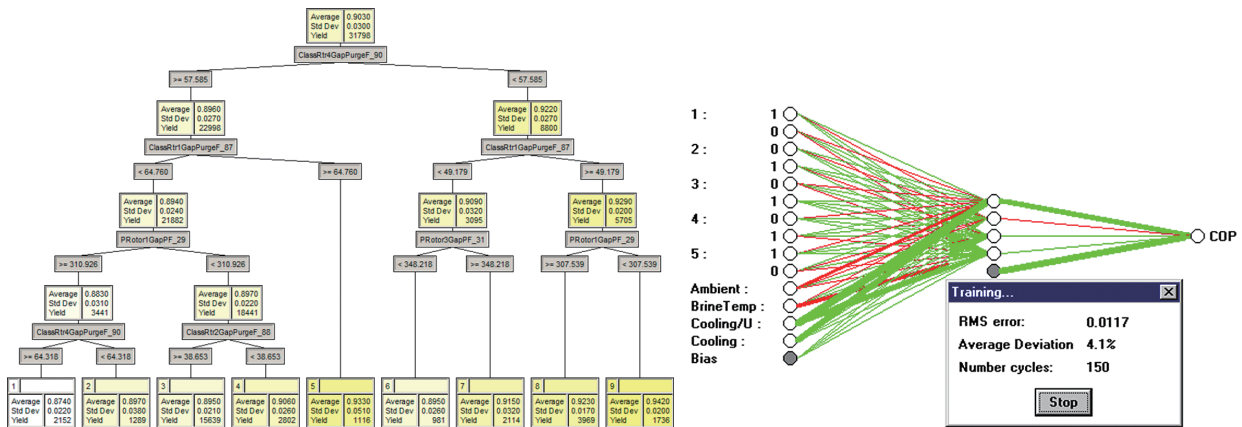 Average 0.9030
Std Dev 0.0300
Yield 31798
ClassRtr4GapPurgeF_90
>= 57.585
< 57.585
Average 0.8960
Std Dev 0.0270
Yield 22998
Average 0.9220
Std Dev 0.0270
Yield 8800
ClassRtr1GapPurgeF_87
ClassRtr1GapPurgeF_87
< 64.760
>= 64.760
< 49.179
>= 49.179
Average 0.8940
Std Dev 0.0240
Yield 21882
Average 0.9090
Std Dev 0.0320
Yield 3095
Average 0.9290
Std Dev 0.0200
Yield 5705
PRotor1GapPF_29
PRotor3GapPF_31
PRotor1GapPF_29
>= 310.926
< 310.926
< 348.218
>= 348.218
>= 307.539
< 307.539
Average 0.8830
Std Dev 0.0310
Yield 3441
Average 0.8970
Std Dev 0.0220
Yield 18441
ClassRtr4GapPurgeF_90
ClassRtr2GapPurgeF_88
>= 64.318
< 64.318
>= 38.653
< 38.653
1
Average 0.8740
Std Dev 0.0220
Yield 2152
2
Average 0.8970
Std Dev 0.0380
Yield 1289
3
Average 0.8950
Std Dev 0.0210
Yield 15639
4
Average 0.9060
Std Dev 0.0260
Yield 2802
5
Average 0.9330
Std Dev 0.0510
Yield 1116
6
Average 0.8950
Std Dev 0.0260
Yield 981
7
Average 0.9150
Std Dev 0.0320
Yield 2114
8
Average 0.9230
Std Dev 0.0170
Yield 3969
9
Average 0.9420
Std Dev 0.0200
Yield 1736
1 : 1
0
2 : 0
1
3 : 0
1
4 : 0
1
5 : 1
0
Ambient :
BrineTemp :
Cooling/U :
Cooling :
Bias
COP
Training...
RMS error: 0.0117
Average Deviation 4.1%
Number cycles: 150
Stop